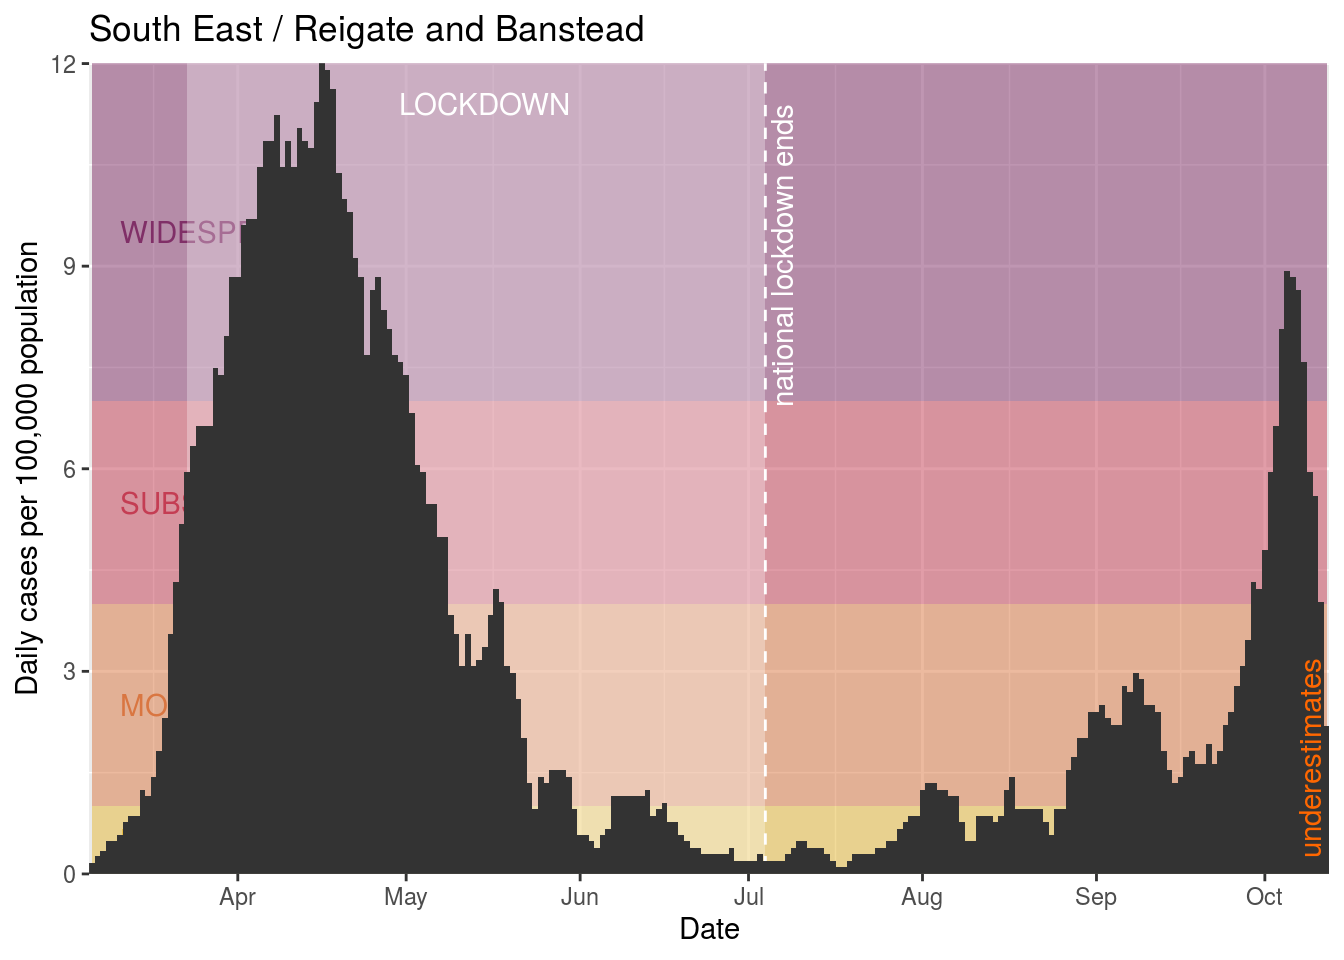 South East / Reigate and Banstead
Daily cases per 100,000 population
12
9
6
3
0
LOCKDOWN
national lockdown ends
WIDESP
SUBS
MO
underestimates
Apr
May
Jun
Jul
Aug
Sep
Oct
Date